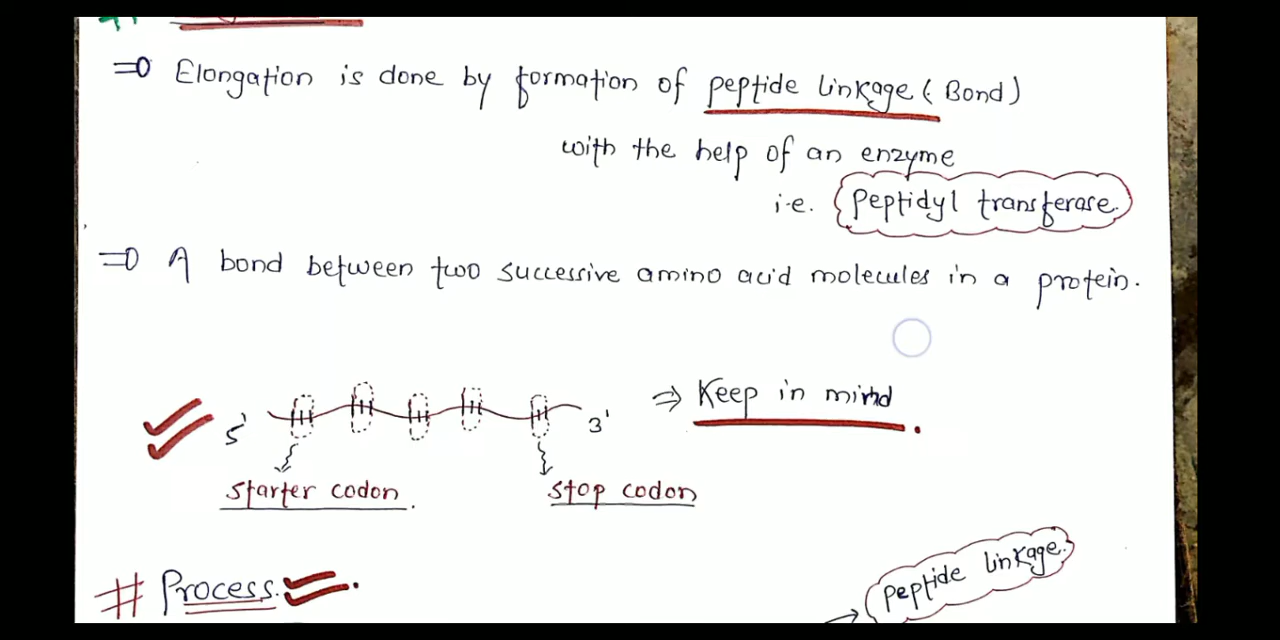 ⇒ Elongation is done by formation of peptide linkage (Bond)
with the help of an enzyme
i.e. peptidyl transferase.
⇒ A bond between two successive amino acid molecules in a protein.
5' 3' ⇒ Keep in mind
starter codon. stop codon
# Process.
peptide linkage.